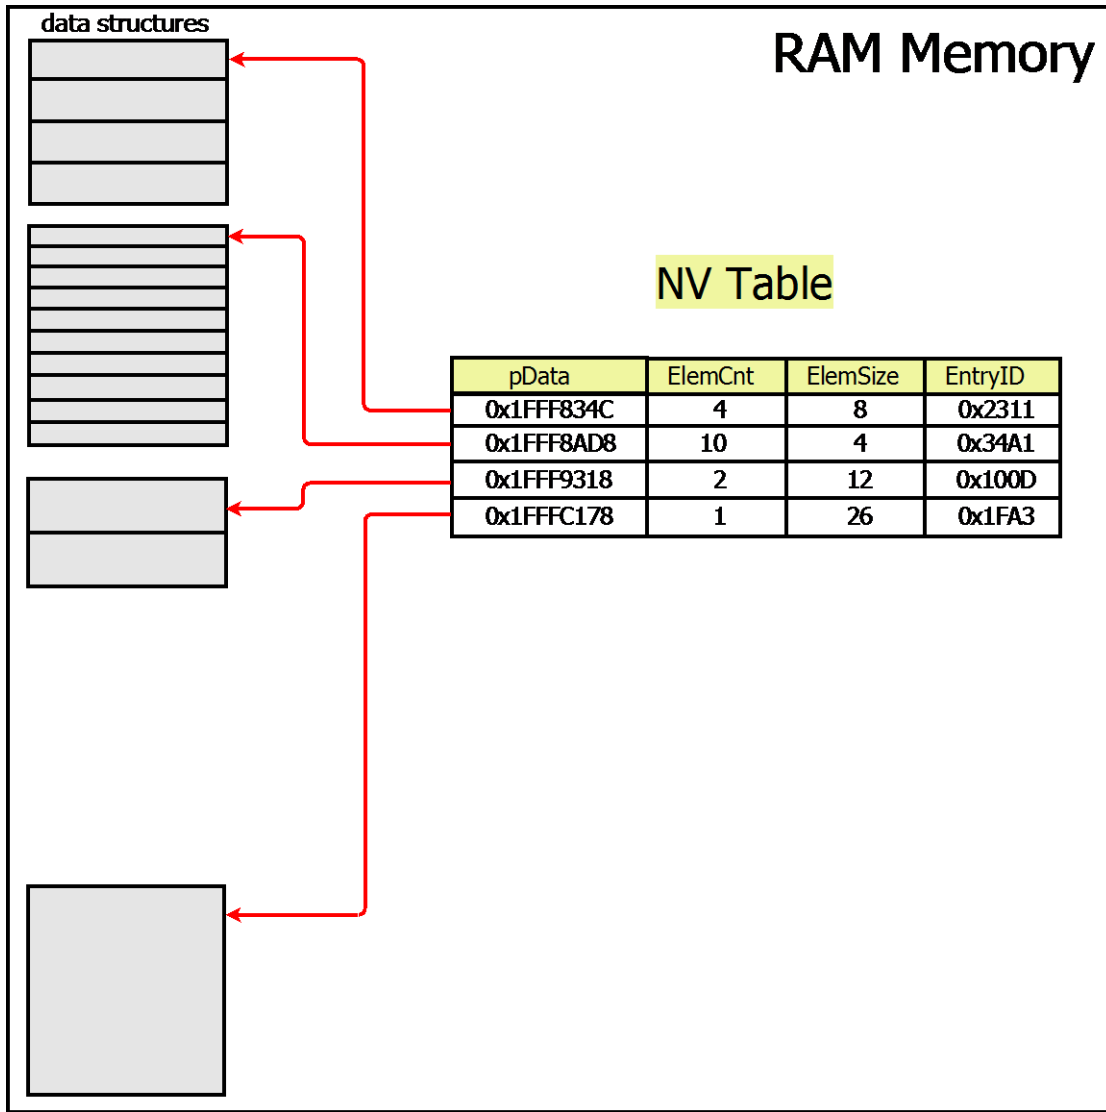 data structures
RAM Memory
NV Table
pData ElemCnt ElemSize EntryID
0x1FFF834C 4 8 0x2311
0x1FFF8AD8 10 4 0x34A1
0x1FFF9318 2 12 0x100D
0x1FFFC178 1 26 0x1FA3